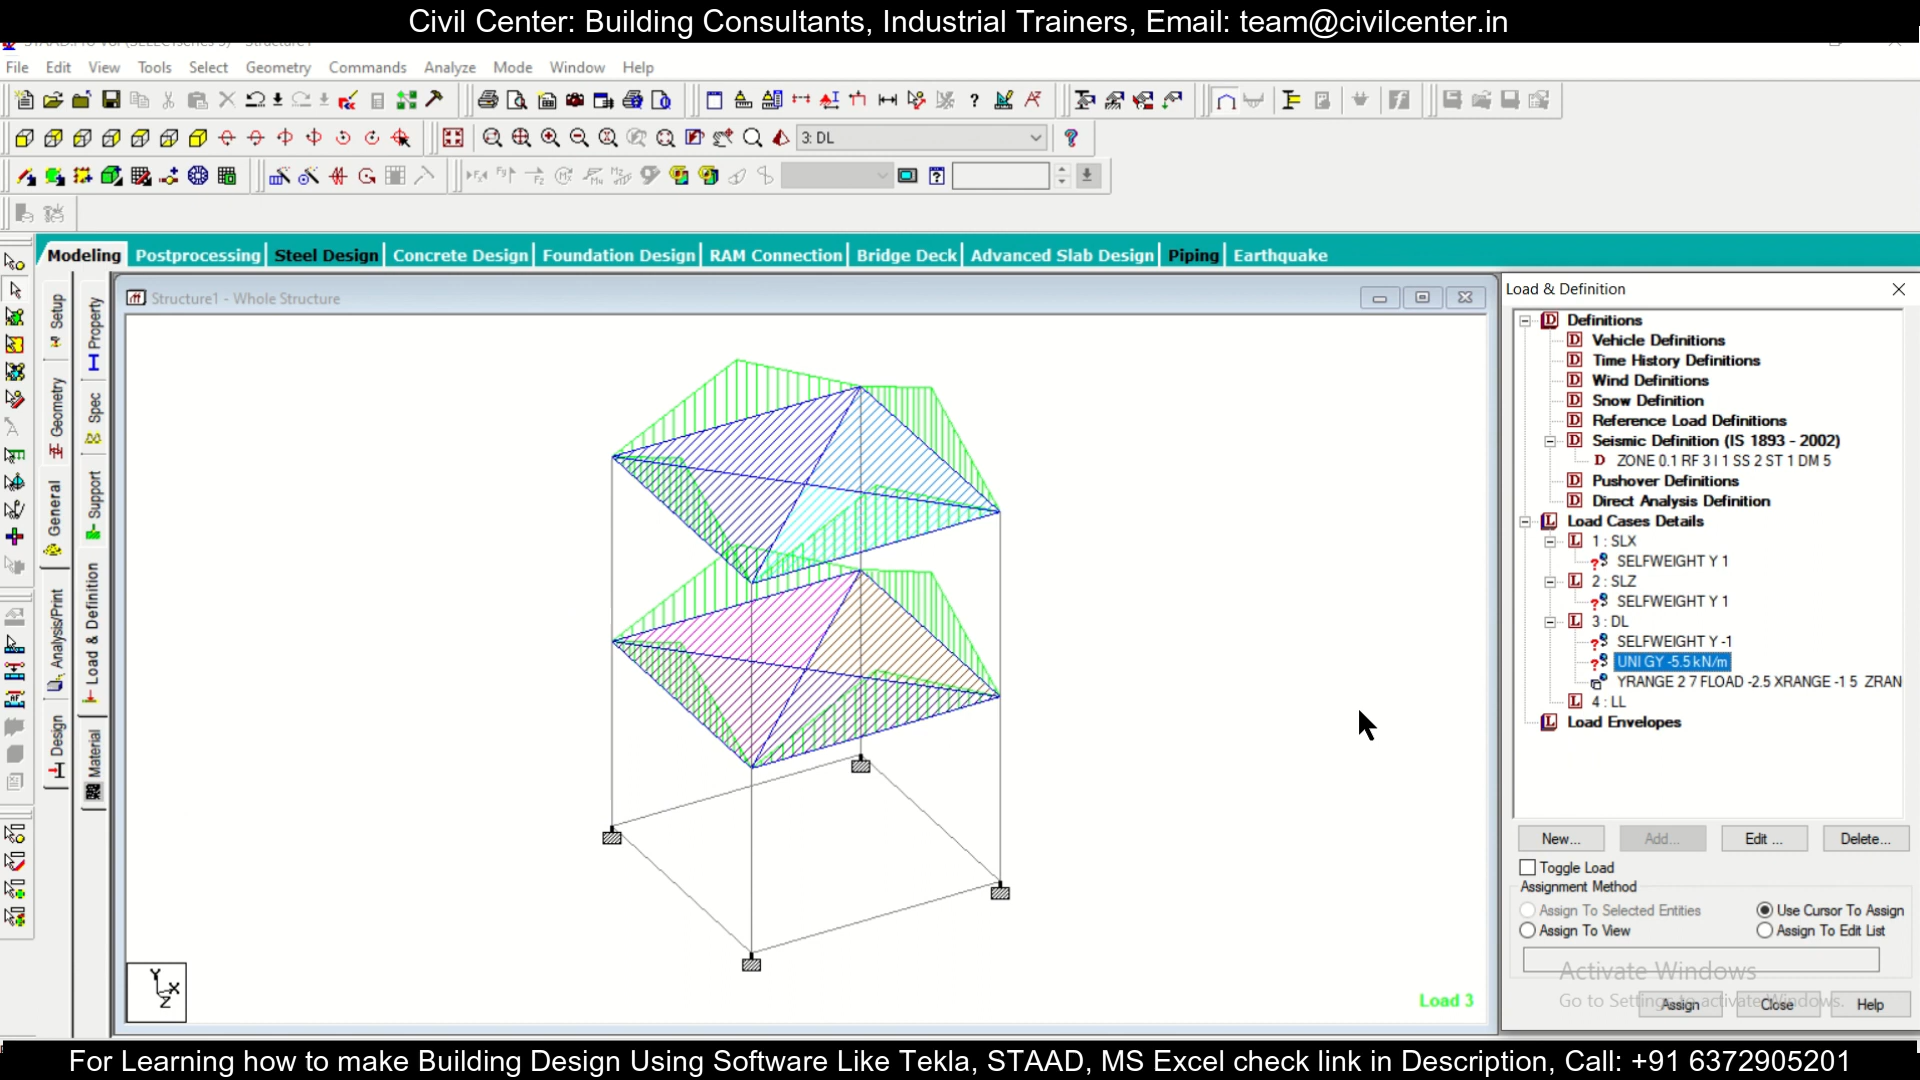 Civil Center: Building Consultants, Industrial Trainers, Email: team@civilcenter.in
File Edit View Tools Select Geometry Commands Analyze Mode Window Help
3: DL
Modeling Postprocessing Steel Design Concrete Design Foundation Design RAM Connection Bridge Deck Advanced Slab Design Piping Earthquake
Setup
Geometry
General
Analysis/Print
Design
Property
Spec
Support
Load & Definition
Material
Structure1 - Whole Structure
Load 3
Y
X
Z
Load & Definition
Definitions
Vehicle Definitions
Time History Definitions
Wind Definitions
Snow Definition
Reference Load Definitions
Seismic Definition (IS 1893 - 2002)
ZONE 0.1 RF 3 I 1 SS 2 ST 1 DM 5
Pushover Definitions
Direct Analysis Definition
Load Cases Details
1 : SLX
SELFWEIGHT Y 1
2 : SLZ
SELFWEIGHT Y 1
3 : DL
SELFWEIGHT Y -1
UNI GY -5.5 kN/m
YRANGE 2 7 FLOAD -2.5 XRANGE -1 5 ZRAN
4 : LL
Load Envelopes
New... Add... Edit ... Delete...
Toggle Load
Assignment Method
Assign To Selected Entities Use Cursor To Assign
Assign To View Assign To Edit List
Activate Windows
Go to Settings to activate Windows.
Assign Close Help
For Learning how to make Building Design Using Software Like Tekla, STAAD, MS Excel check link in Description, Call: +91 6372905201